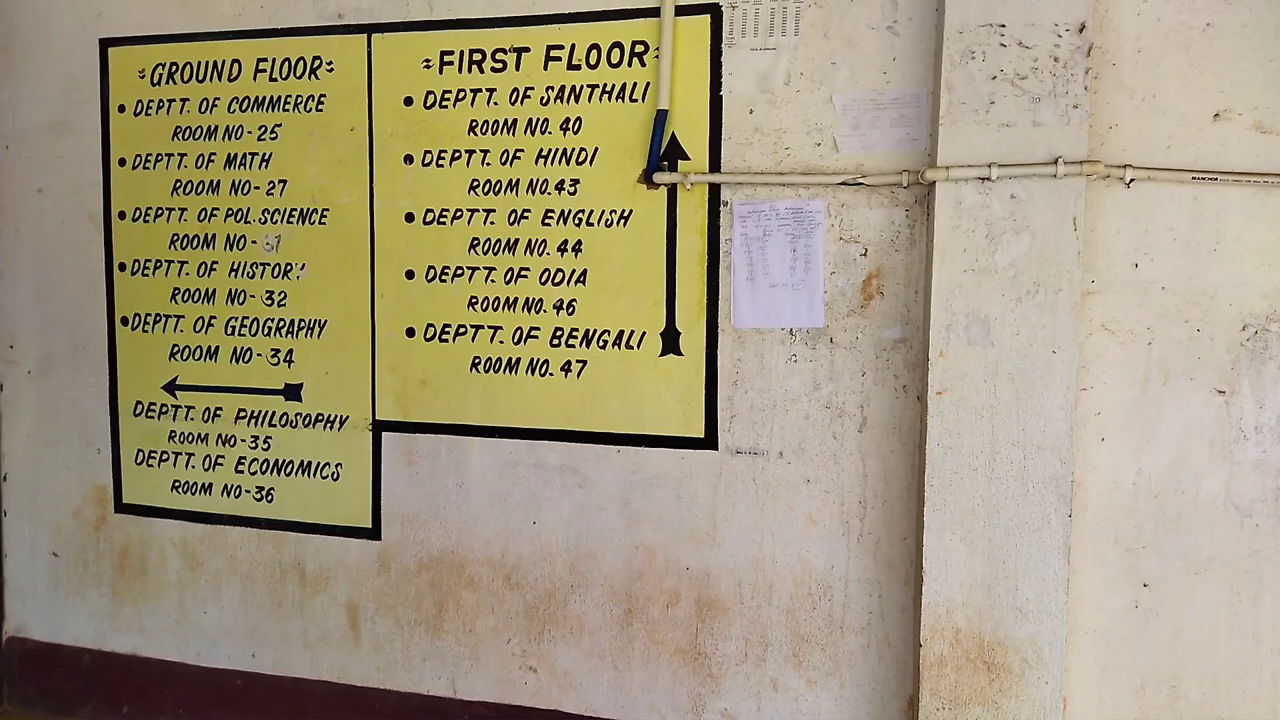 GROUND FLOOR
• DEPTT. OF COMMERCE
ROOM NO-25
• DEPTT. OF MATH
ROOM NO-27
• DEPTT. OF POL.SCIENCE
ROOM NO-
• DEPTT. OF HISTORY
ROOM NO-32
• DEPTT. OF GEOGRAPHY
ROOM NO-34
DEPTT. OF PHILOSOPHY
ROOM NO-35
DEPTT. OF ECONOMICS
ROOM NO-36
FIRST FLOOR
• DEPTT. OF SANTHALI
ROOM NO. 40
• DEPTT. OF HINDI
ROOM NO.43
• DEPTT. OF ENGLISH
ROOM NO. 44
• DEPTT. OF ODIA
ROOM NO. 46
• DEPTT. OF BENGALI
ROOM NO. 47
20
MANCHOR